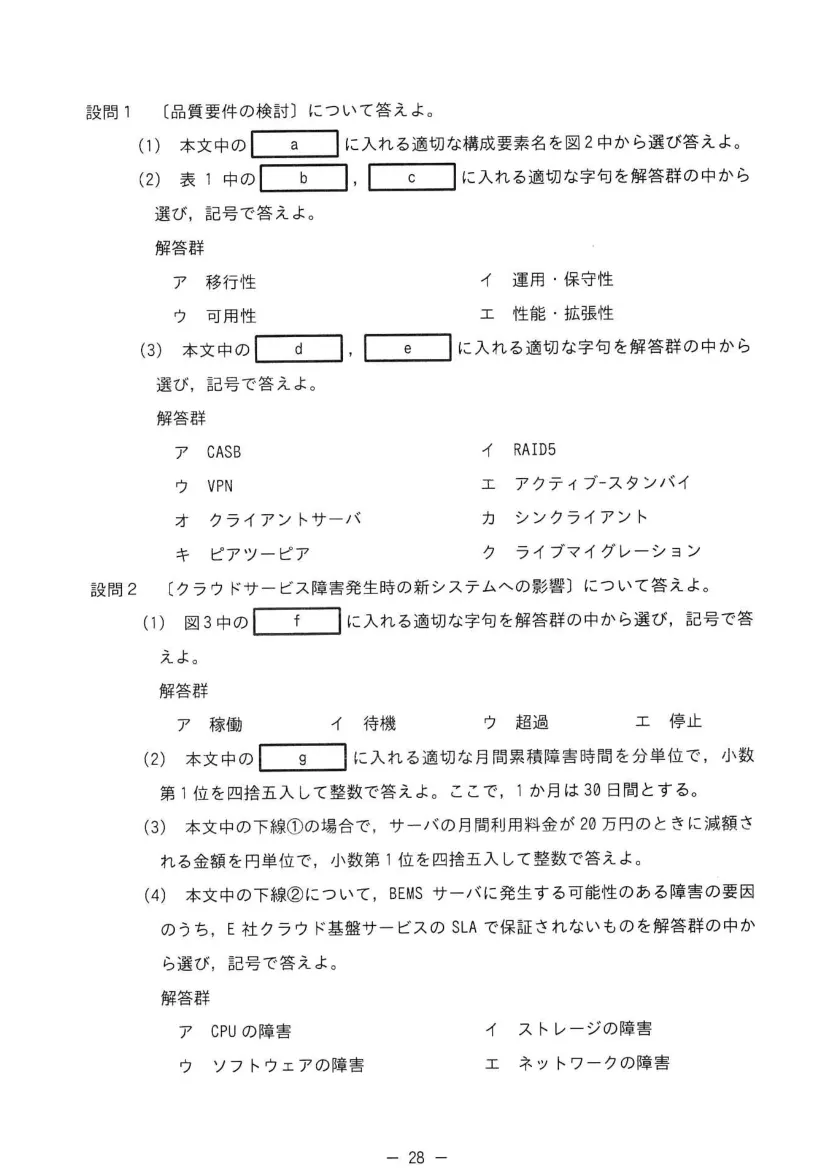 設問1　〔品質要件の検討〕について答えよ。
(1)　本文中の a に入れる適切な構成要素名を図2中から選び答えよ。
(2)　表 1 中の b ， c に入れる適切な字句を解答群の中から
選び，記号で答えよ。
解答群
ア　移行性　イ　運用・保守性
ウ　可用性　エ　性能・拡張性
(3)　本文中の d ， e に入れる適切な字句を解答群の中から
選び，記号で答えよ。
解答群
ア　CASB　イ　RAID5
ウ　VPN　エ　アクティブ-スタンバイ
オ　クライアントサーバ　カ　シンクライアント
キ　ピアツーピア　ク　ライブマイグレーション
設問2　〔クラウドサービス障害発生時の新システムへの影響〕について答えよ。
(1)　図3中の f に入れる適切な字句を解答群の中から選び，記号で答
えよ。
解答群
ア　稼働　イ　待機　ウ　超過　エ　停止
(2)　本文中の g に入れる適切な月間累積障害時間を分単位で，小数
第1位を四捨五入して整数で答えよ。ここで，1か月は30日間とする。
(3)　本文中の下線①の場合で，サーバの月間利用料金が20万円のときに減額さ
れる金額を円単位で，小数第1位を四捨五入して整数で答えよ。
(4)　本文中の下線②について，BEMS サーバに発生する可能性のある障害の要因
のうち，E 社クラウド基盤サービスの SLA で保証されないものを解答群の中か
ら選び，記号で答えよ。
解答群
ア　CPU の障害　イ　ストレージの障害
ウ　ソフトウェアの障害　エ　ネットワークの障害
－ 28 －